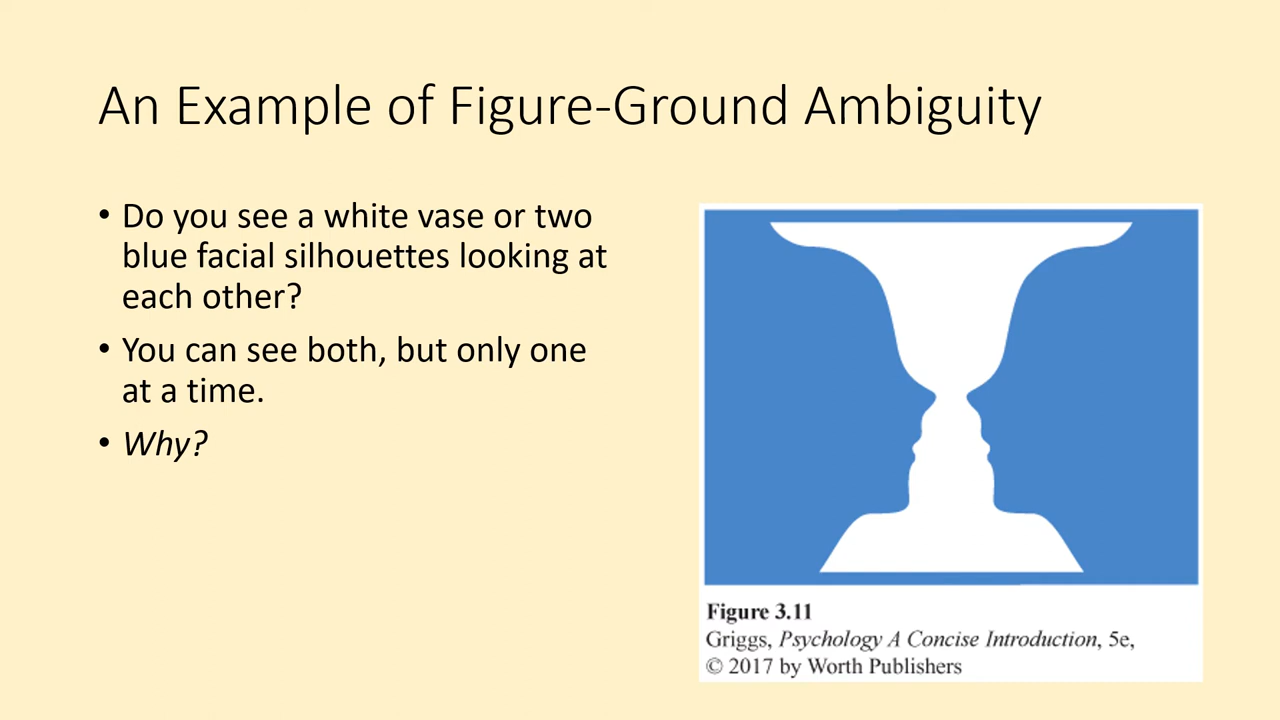 An Example of Figure-Ground Ambiguity
• Do you see a white vase or two
blue facial silhouettes looking at
each other?
• You can see both, but only one
at a time.
• Why?
Figure 3.11
Griggs, Psychology A Concise Introduction, 5e,
© 2017 by Worth Publishers